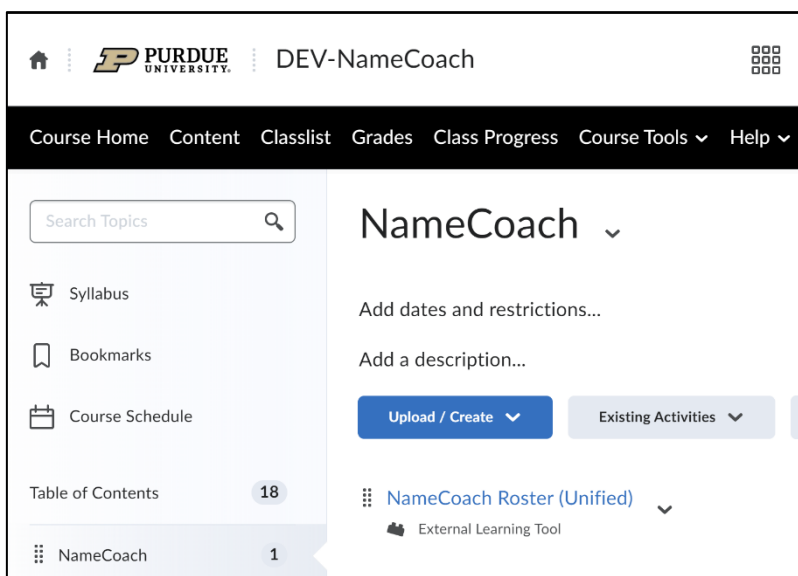 PURDUE
UNIVERSITY.
DEV-NameCoach
Course Home Content Classlist Grades Class Progress Course Tools Help
Search Topics
Syllabus
Bookmarks
Course Schedule
Table of Contents 18
NameCoach 1
NameCoach
Add dates and restrictions...
Add a description...
Upload / Create Existing Activities
NameCoach Roster (Unified)
External Learning Tool